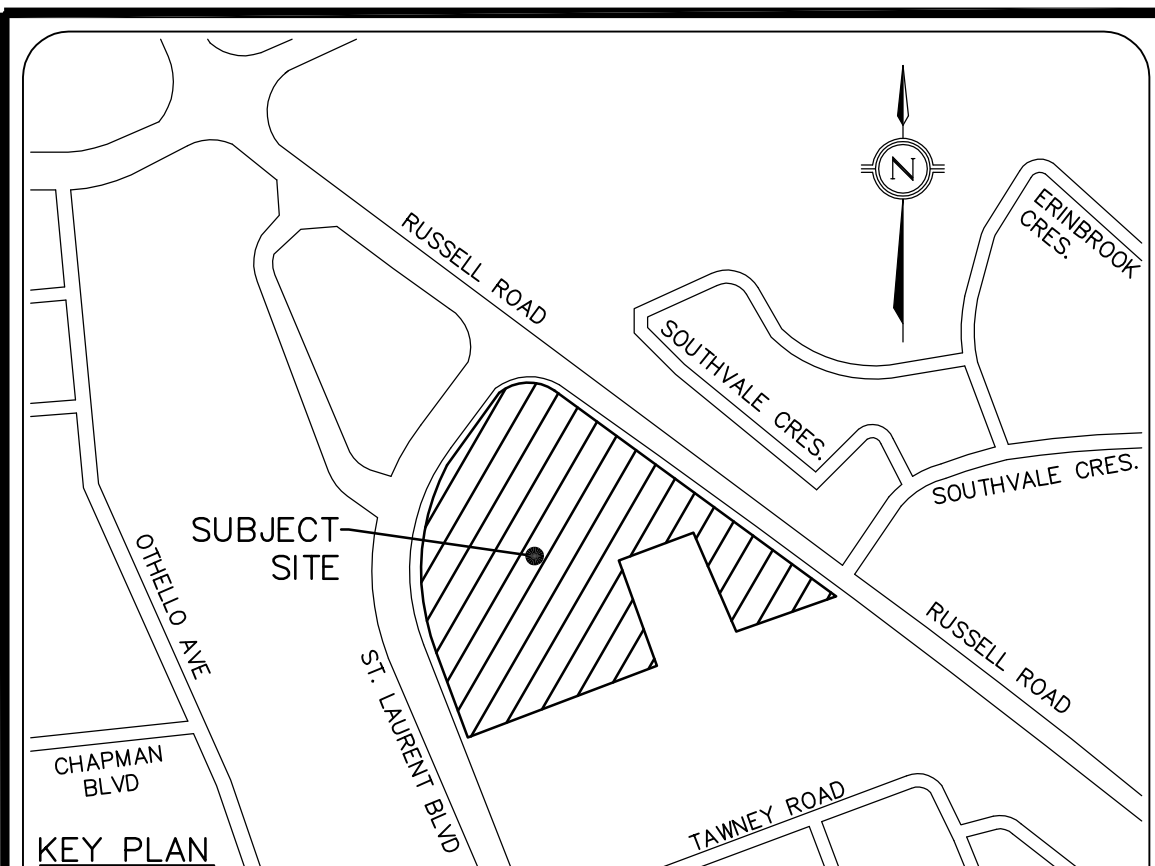 N
ERINBROOK
CRES.
RUSSELL ROAD
SOUTHVALE CRES.
SOUTHVALE CRES.
SUBJECT
SITE
OTHELLO AVE
RUSSELL ROAD
ST. LAURENT BLVD
CHAPMAN
BLVD
TAWNEY ROAD
KEY PLAN